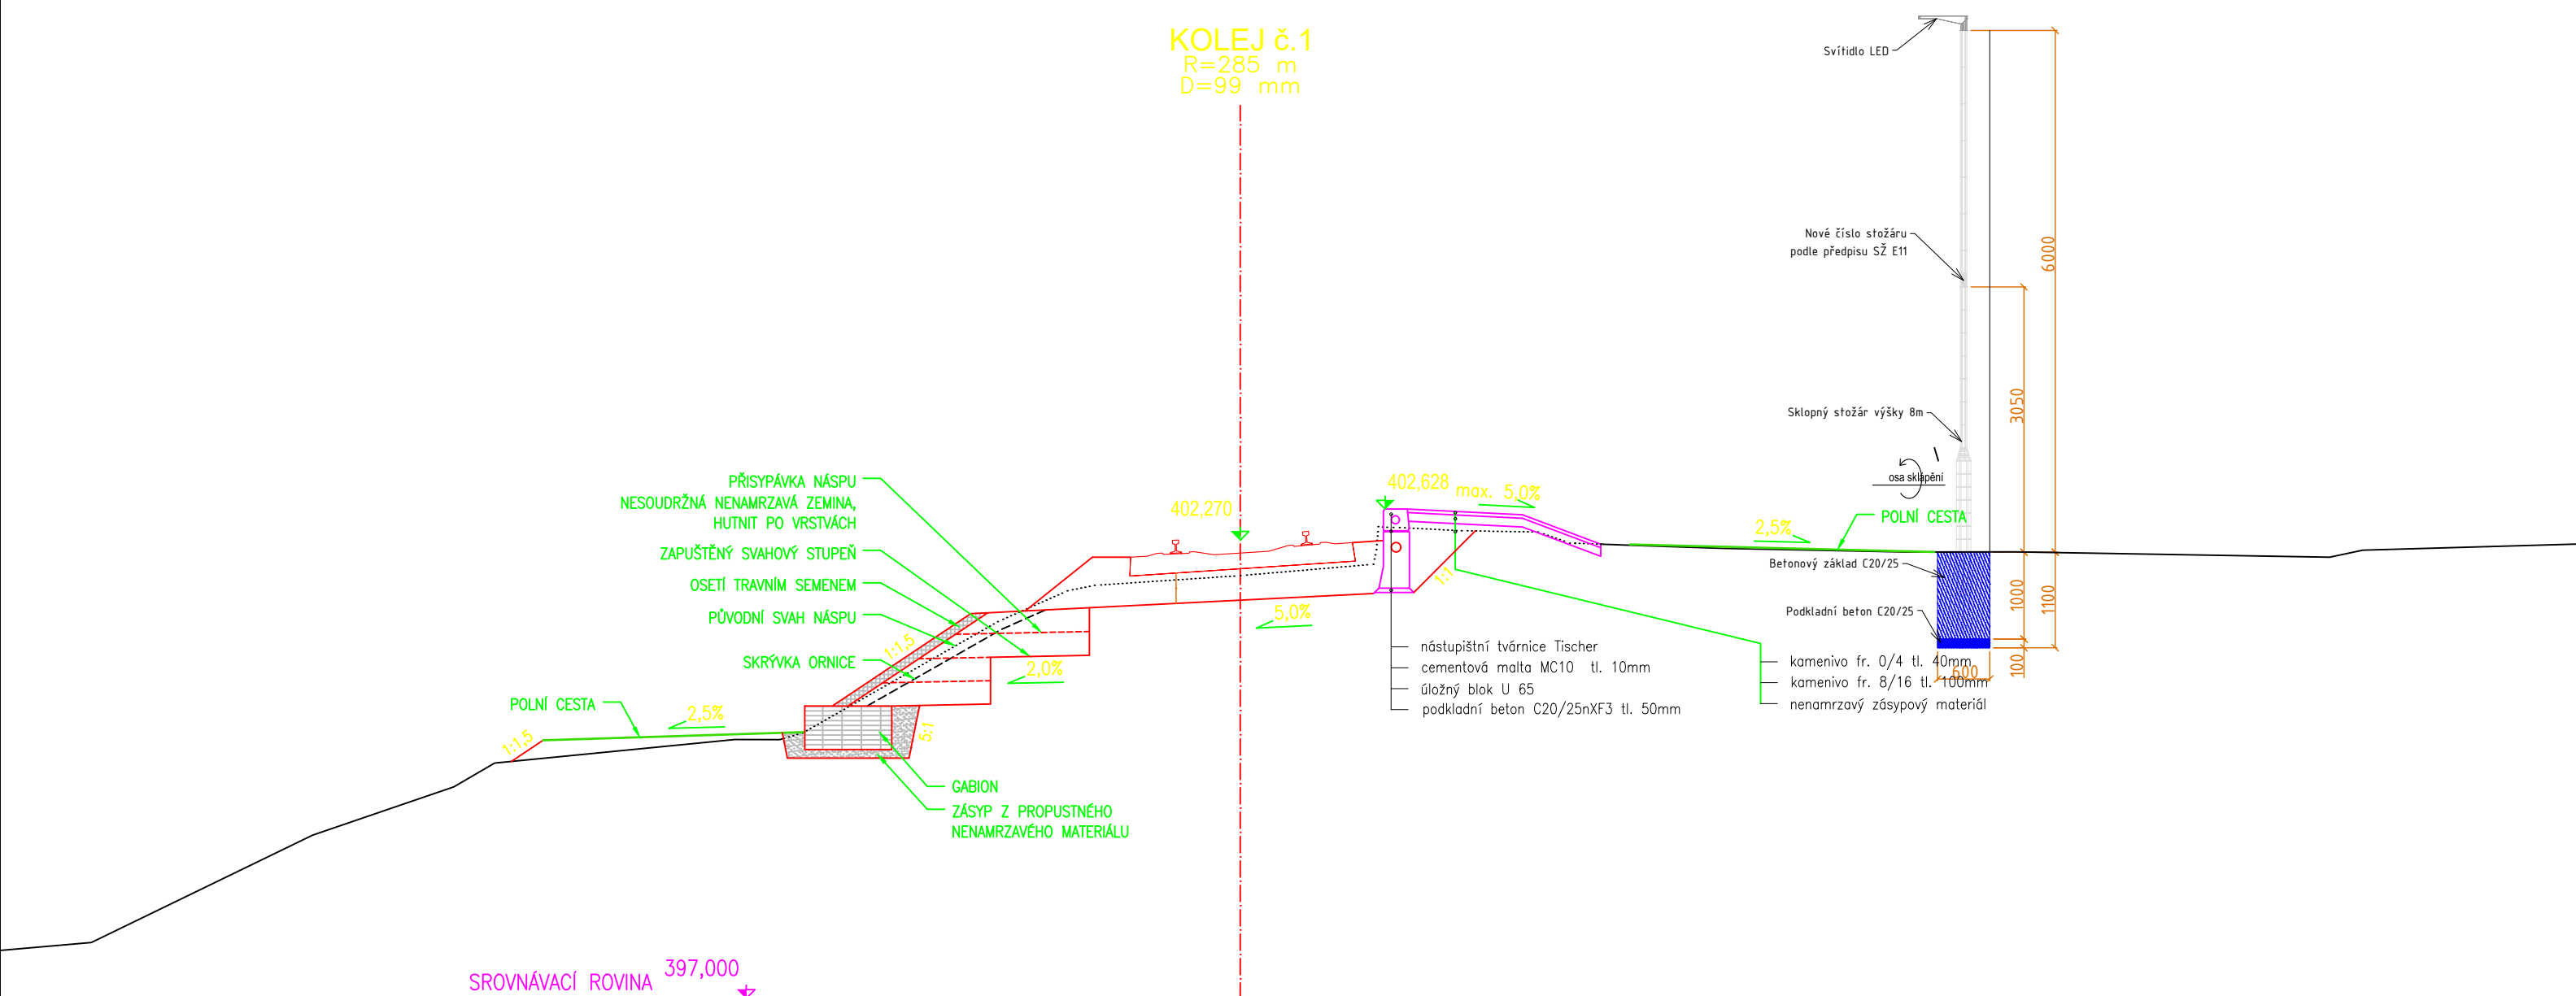 KOLEJ č.1
R=285 m
D=99 mm
Svítidlo LED
Nové číslo stožáru
podle předpisu SŽ E11
6000
3050
Sklopný stožár výšky 8m
osa sklápění
POLNÍ CESTA
2,5%
Betonový základ C20/25
Podkladní beton C20/25
1000
1100
100
600
402,628
max. 5,0%
402,270
PŘISYPÁVKA NÁSPU
NESOUDRŽNÁ NENAMRZAVÁ ZEMINA,
HUTNIT PO VRSTVÁCH
ZAPUŠTĚNÝ SVAHOVÝ STUPEŇ
OSETÍ TRAVNÍM SEMENEM
PŮVODNÍ SVAH NÁSPU
SKRÝVKA ORNICE
POLNÍ CESTA
1:1,5
2,5%
1:1,5
2,0%
5,0%
1:1
5:1
nástupištní tvárnice Tischer
cementová malta MC10 tl. 10mm
úložný blok U 65
podkladní beton C20/25nXF3 tl. 50mm
kamenivo fr. 0/4 tl. 40mm
kamenivo fr. 8/16 tl. 100mm
nenamrzavý zásypový materiál
GABION
ZÁSYP Z PROPUSTNÉHO
NENAMRZAVÉHO MATERIÁLU
SROVNÁVACÍ ROVINA 397,000